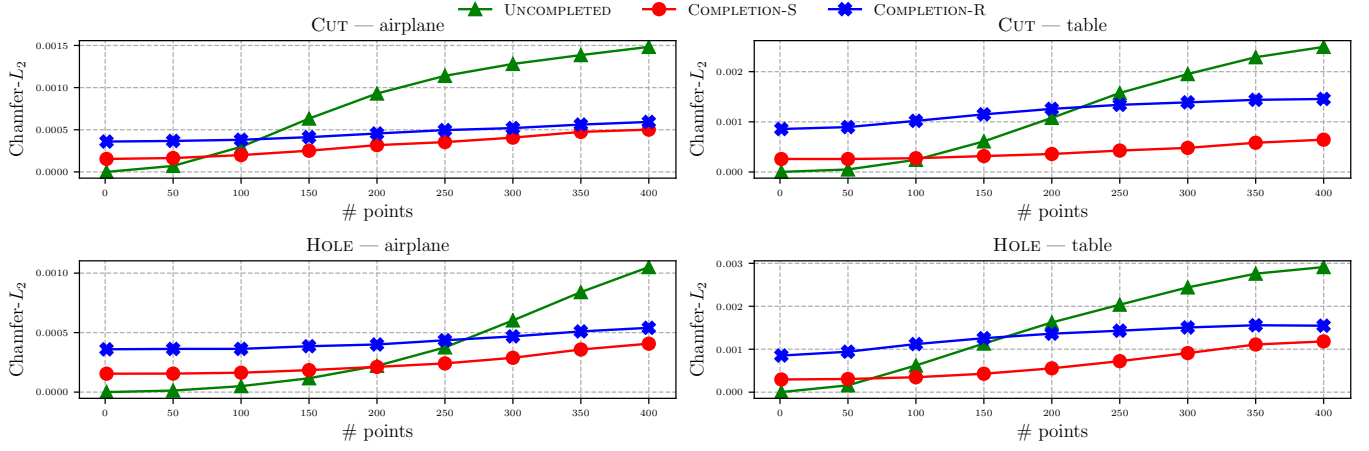 UNCOMPLETED COMPLETION-S COMPLETION-R
CUT — airplane
Chamfer-L2
0.0015
0.0010
0.0005
0.0000
0 50 100 150 200 250 300 350 400
# points
CUT — table
Chamfer-L2
0.002
0.001
0.000
0 50 100 150 200 250 300 350 400
# points
HOLE — airplane
Chamfer-L2
0.0010
0.0005
0.0000
0 50 100 150 200 250 300 350 400
# points
HOLE — table
Chamfer-L2
0.003
0.002
0.001
0.000
0 50 100 150 200 250 300 350 400
# points